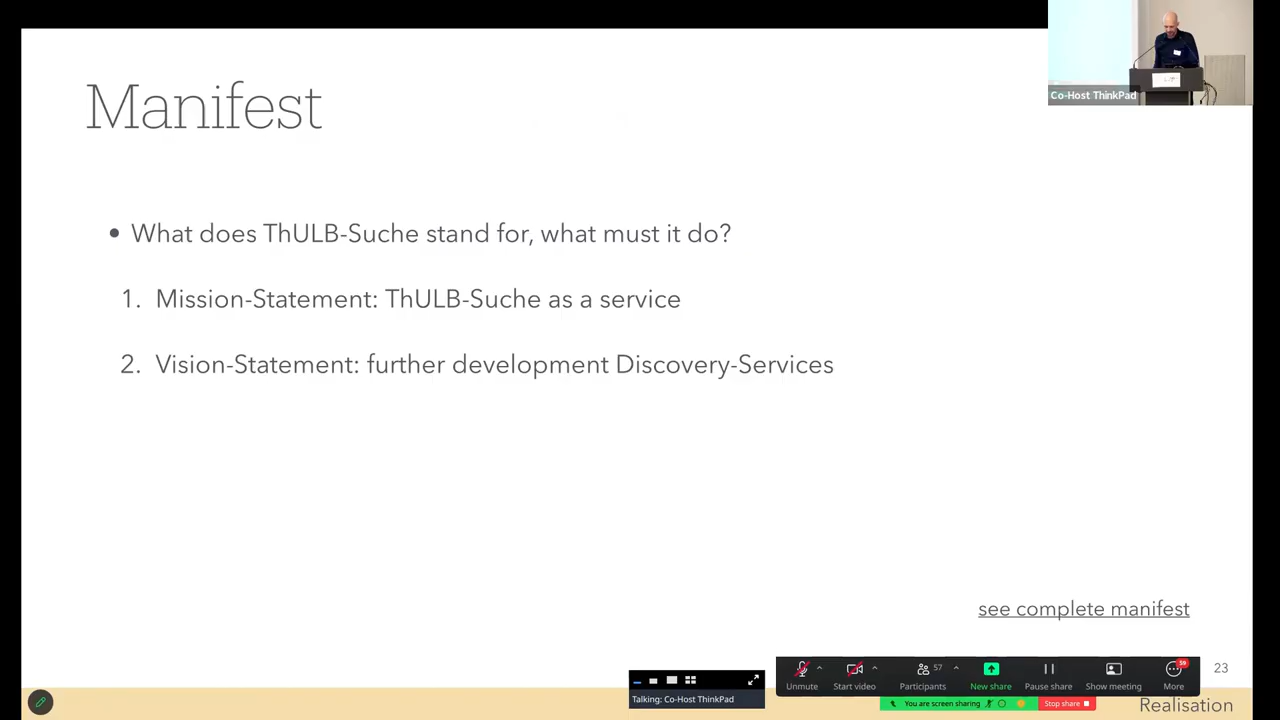 Manifest
Co-Host ThinkPad
• What does ThULB-Suche stand for, what must it do?
1. Mission-Statement: ThULB-Suche as a service
2. Vision-Statement: further development Discovery-Services
see complete manifest
23
57
59
Unmute
Start video
Participants
New share
Pause share
Show meeting
More
Talking: Co-Host ThinkPad
You are screen sharing
Stop share
Realisation